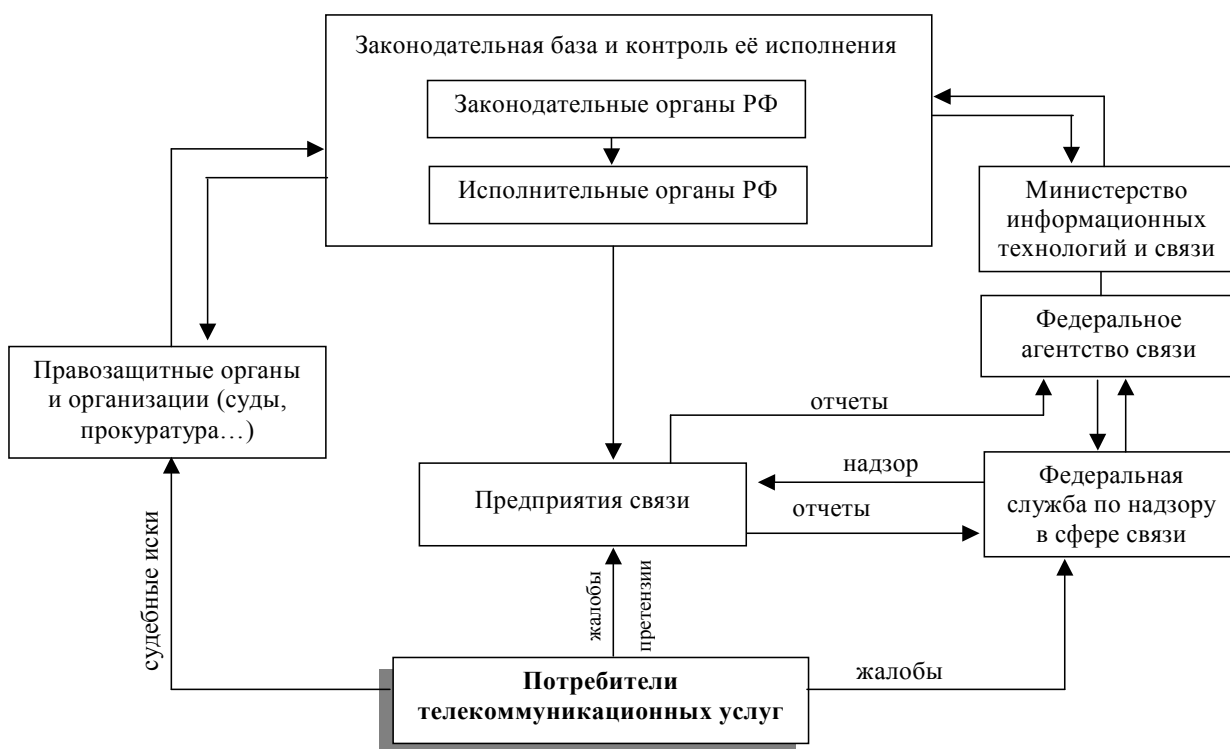 Законодательная база и контроль её исполнения
Законодательные органы РФ
Исполнительные органы РФ
Министерство
информационных
технологий и связи
Федеральное
агентство связи
Правозащитные органы
и организации (суды,
прокуратура…)
отчеты
надзор
Предприятия связи
отчеты
Федеральная
служба по надзору
в сфере связи
судебные иски
жалобы
претензии
жалобы
Потребители
телекоммуникационных услуг